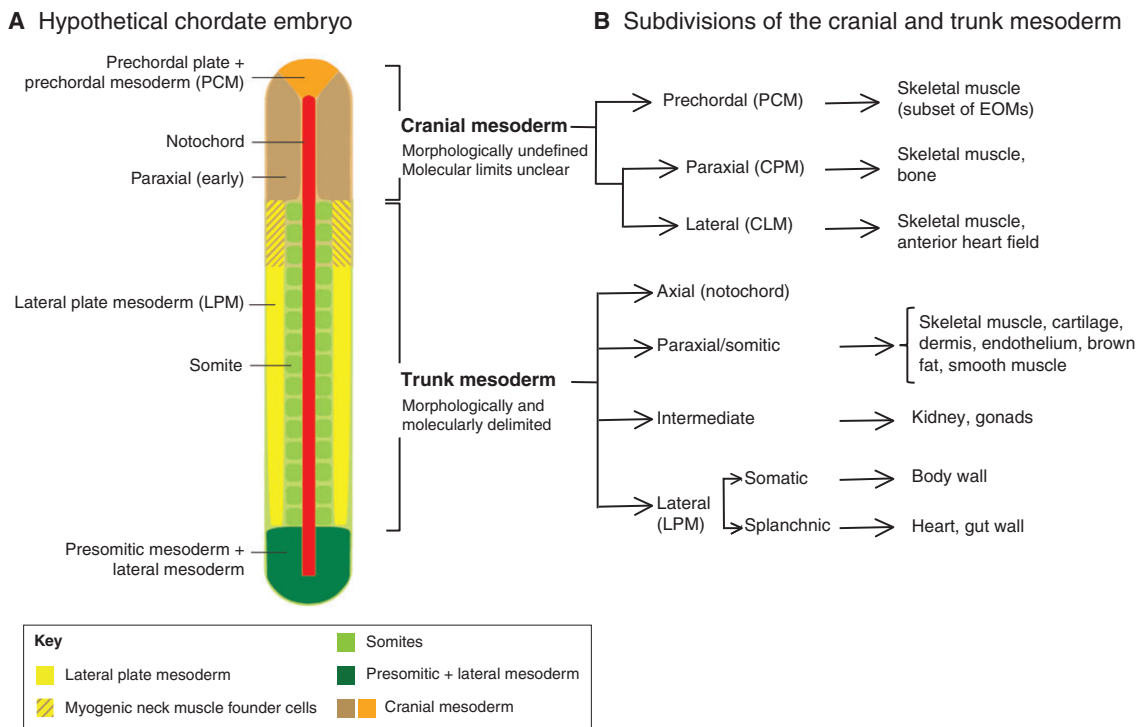 A Hypothetical chordate embryo
Prechordal plate +
prechordal mesoderm (PCM)
Notochord
Paraxial (early)
Lateral plate mesoderm (LPM)
Somite
Presomitic mesoderm +
lateral mesoderm
Cranial mesoderm
Morphologically undefined
Molecular limits unclear
Trunk mesoderm
Morphologically and
molecularly delimited
B Subdivisions of the cranial and trunk mesoderm
Prechordal (PCM)
Skeletal muscle
(subset of EOMs)
Paraxial (CPM)
Skeletal muscle,
bone
Lateral (CLM)
Skeletal muscle,
anterior heart field
Axial (notochord)
Paraxial/somitic
Skeletal muscle, cartilage,
dermis, endothelium, brown
fat, smooth muscle
Intermediate
Kidney, gonads
Lateral
(LPM)
Somatic
Body wall
Splanchnic
Heart, gut wall
Key
Lateral plate mesoderm
Myogenic neck muscle founder cells
Somites
Presomitic + lateral mesoderm
Cranial mesoderm